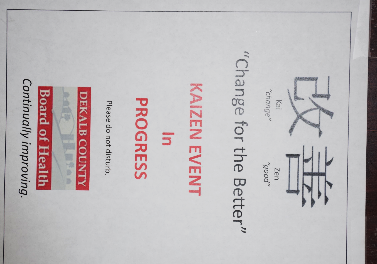 改善
Kai Zen
"change" "good"
"Change for the Better"
KAIZEN EVENT
In
PROGRESS
Please do not disturb.
DEKALB COUNTY
Board of Health
Continually improving.